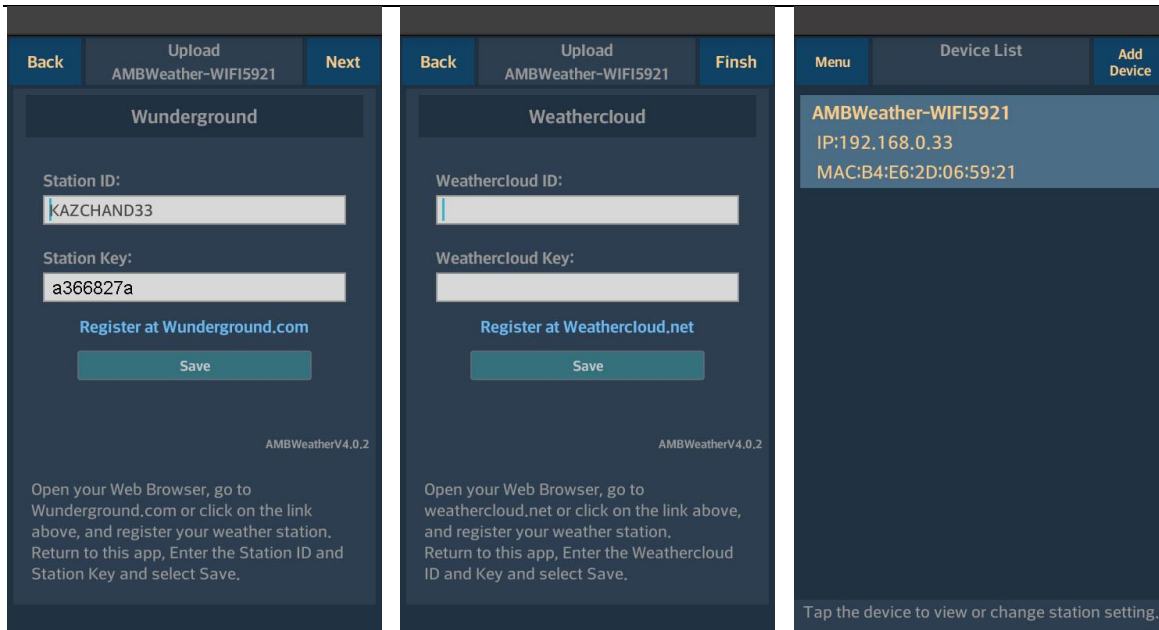 Back
Upload
AMBWeather-WIFI5921
Next
Wunderground
Station ID:
KAZCHAND33
Station Key:
a366827a
Register at Wunderground.com
Save
AMBWeatherV4.0.2
Open your Web Browser, go to
Wunderground.com or click on the link
above, and register your weather station.
Return to this app, Enter the Station ID and
Station Key and select Save.
Back
Upload
AMBWeather-WIFI5921
Finsh
Weathercloud
Weathercloud ID:
Weathercloud Key:
Register at Weathercloud.net
Save
AMBWeatherV4.0.2
Open your Web Browser, go to
weathercloud.net or click on the link above,
and register your weather station.
Return to this app, Enter the Weathercloud
ID and Key and select Save.
Menu
Device List
Add
Device
AMBWeather-WIFI5921
IP:192.168.0.33
MAC:B4:E6:2D:06:59:21
Tap the device to view or change station setting.